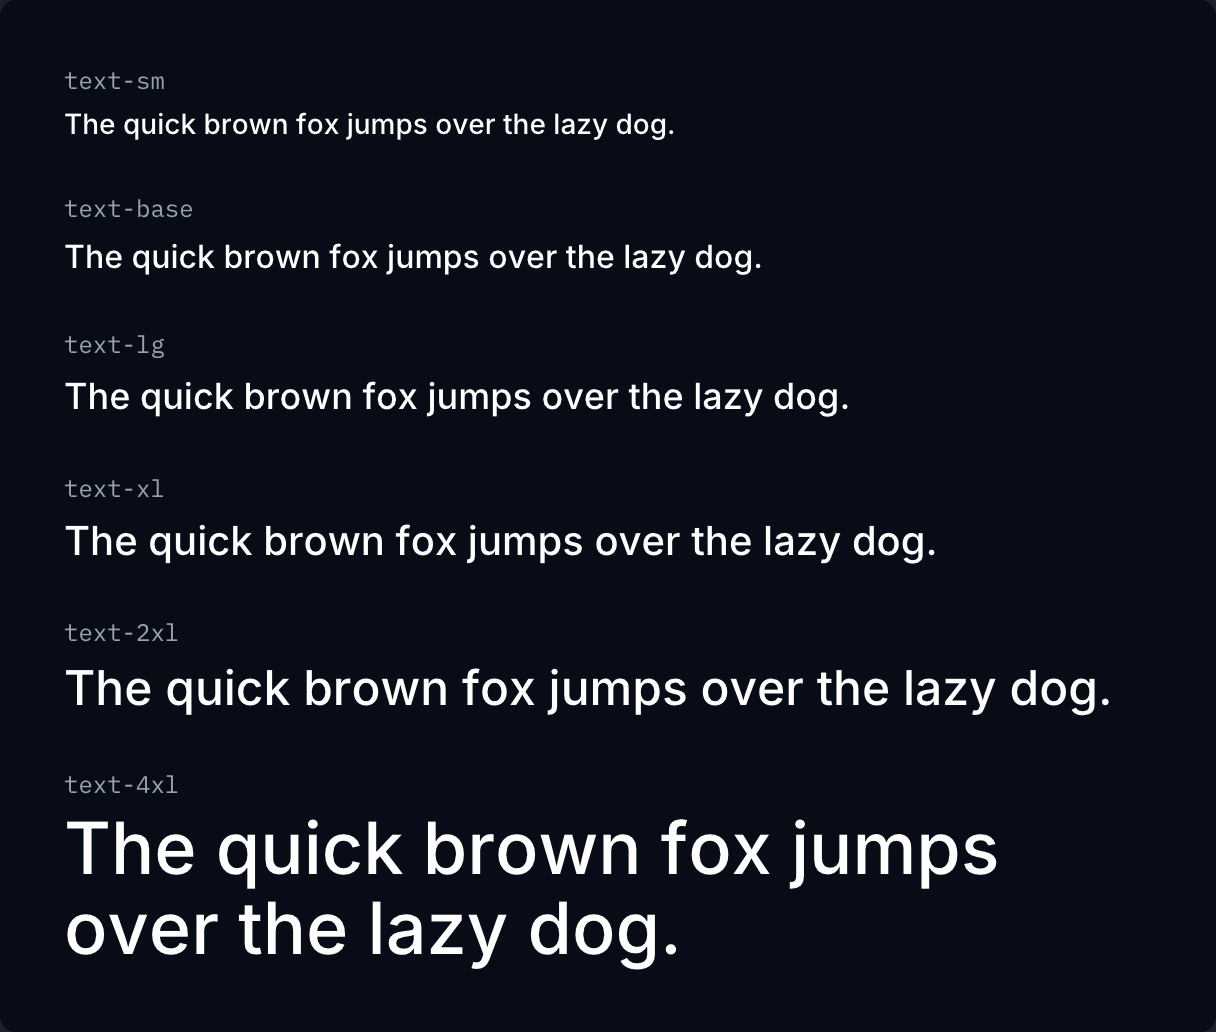 text-sm
The quick brown fox jumps over the lazy dog.
text-base
The quick brown fox jumps over the lazy dog.
text-lg
The quick brown fox jumps over the lazy dog.
text-xl
The quick brown fox jumps over the lazy dog.
text-2xl
The quick brown fox jumps over the lazy dog.
text-4xl
The quick brown fox jumps
over the lazy dog.